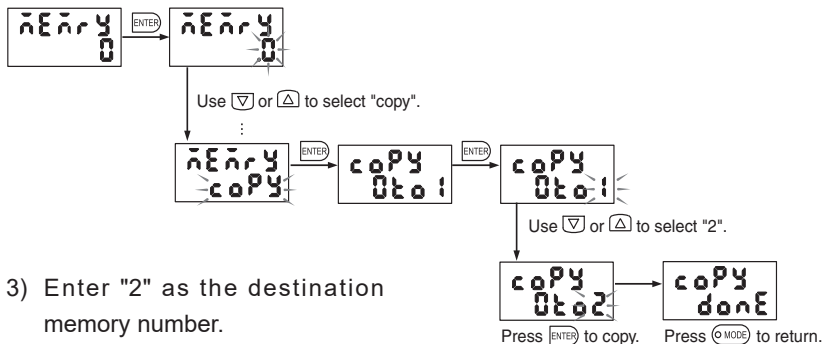 mEmrY
0
ENTER
mEmrY
0
Use ▽ or △ to select "copy".
⋮
mEmrY
coPY
ENTER
coPY
0to1
ENTER
coPY
0to1
Use ▽ or △ to select "2".
3) Enter "2" as the destination
memory number.
coPY
0to2
coPY
donE
Press ENTER to copy.
Press MODE to return.